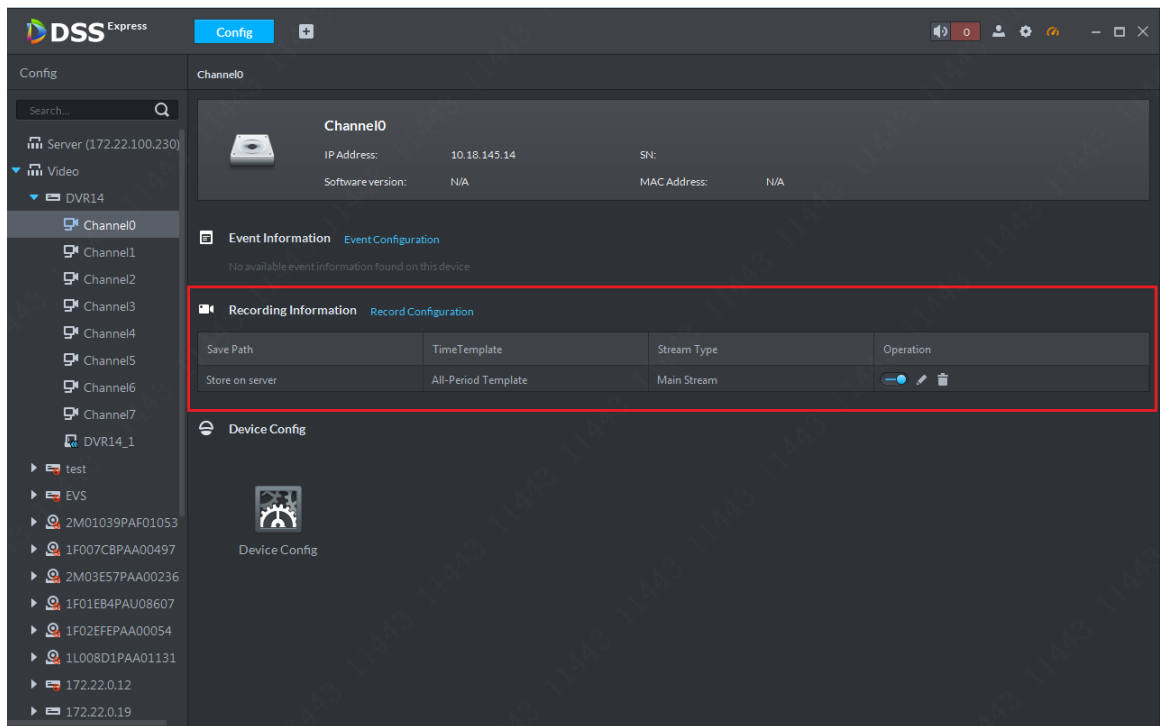 DSS Express
Config
0
Config
Channel0
Search...
Server (172.22.100.230)
Video
DVR14
Channel0
Channel1
Channel2
Channel3
Channel4
Channel5
Channel6
Channel7
DVR14_1
test
EVS
2M01039PAF01053
1F007CBPAA00497
2M03E57PAA00236
1F01EB4PAU08607
1F02EFEPAA00054
1L008D1PAA01131
172.22.0.12
172.22.0.19
Channel0
IP Address: 10.18.145.14 SN:
Software version: N/A MAC Address: N/A
Event Information Event Configuration
No available event information found on this device
Recording Information Record Configuration
Save Path TimeTemplate Stream Type Operation
Store on server All-Period Template Main Stream
Device Config
Device Config
11443 11443